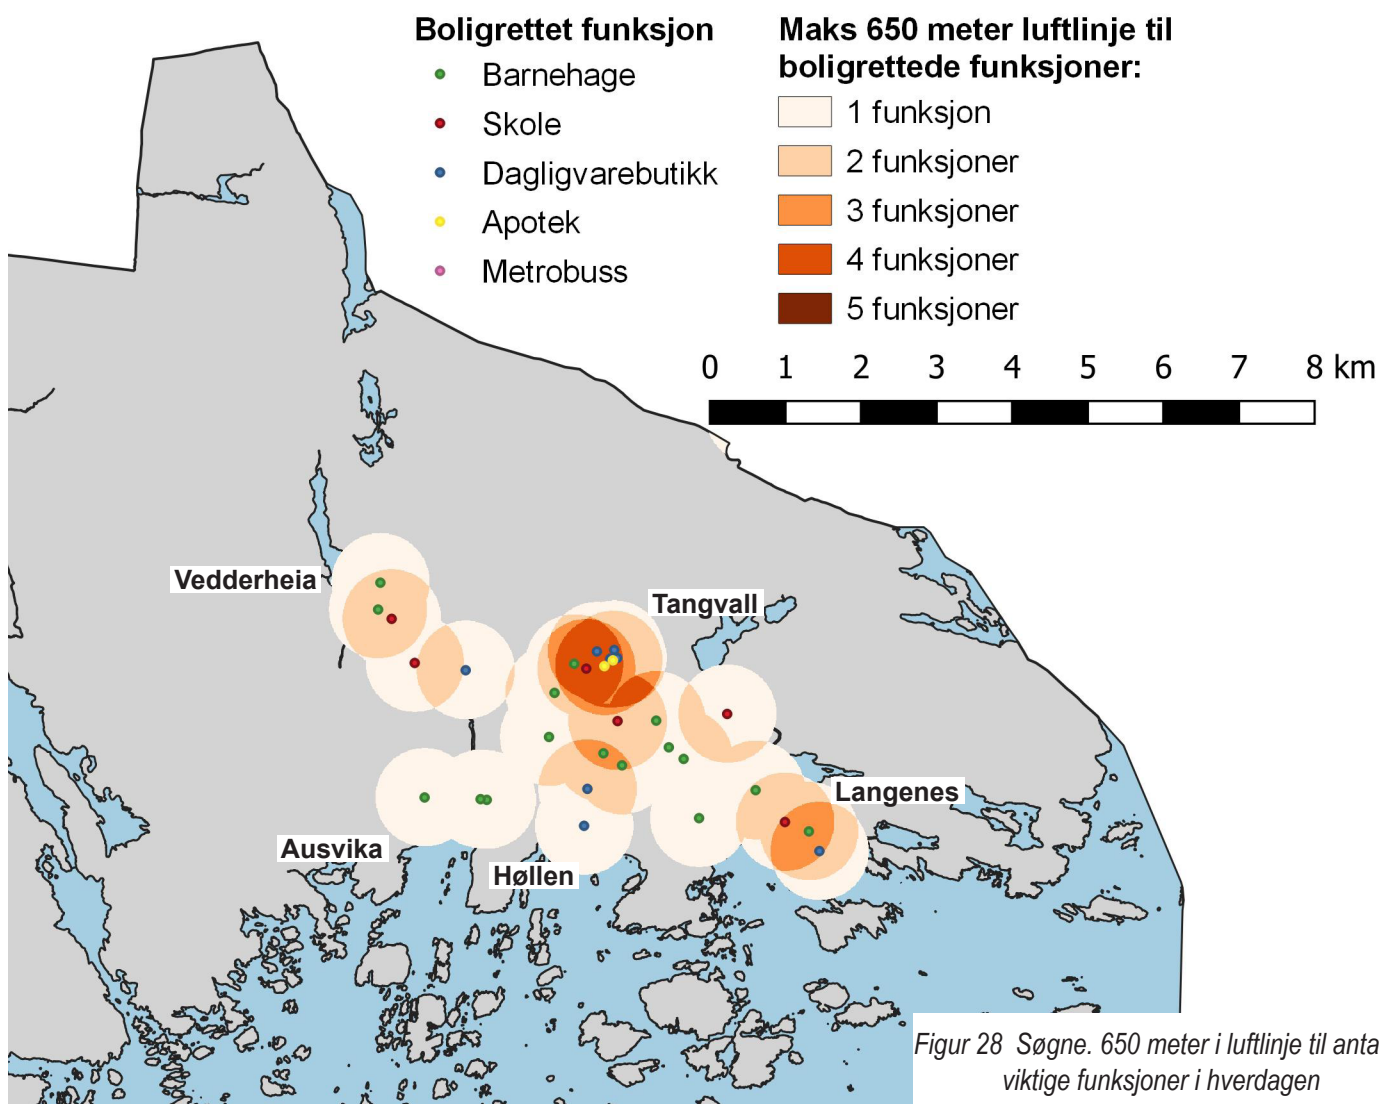 Boligrettet funksjon
Barnehage
Skole
Dagligvarebutikk
Apotek
Metrobuss
Maks 650 meter luftlinje til
boligrettede funksjoner:
1 funksjon
2 funksjoner
3 funksjoner
4 funksjoner
5 funksjoner
0 1 2 3 4 5 6 7 8 km
Vedderheia
Tangvall
Langenes
Ausvika
Høllen
Figur 28 Søgne. 650 meter i luftlinje til anta
viktige funksjoner i hverdagen